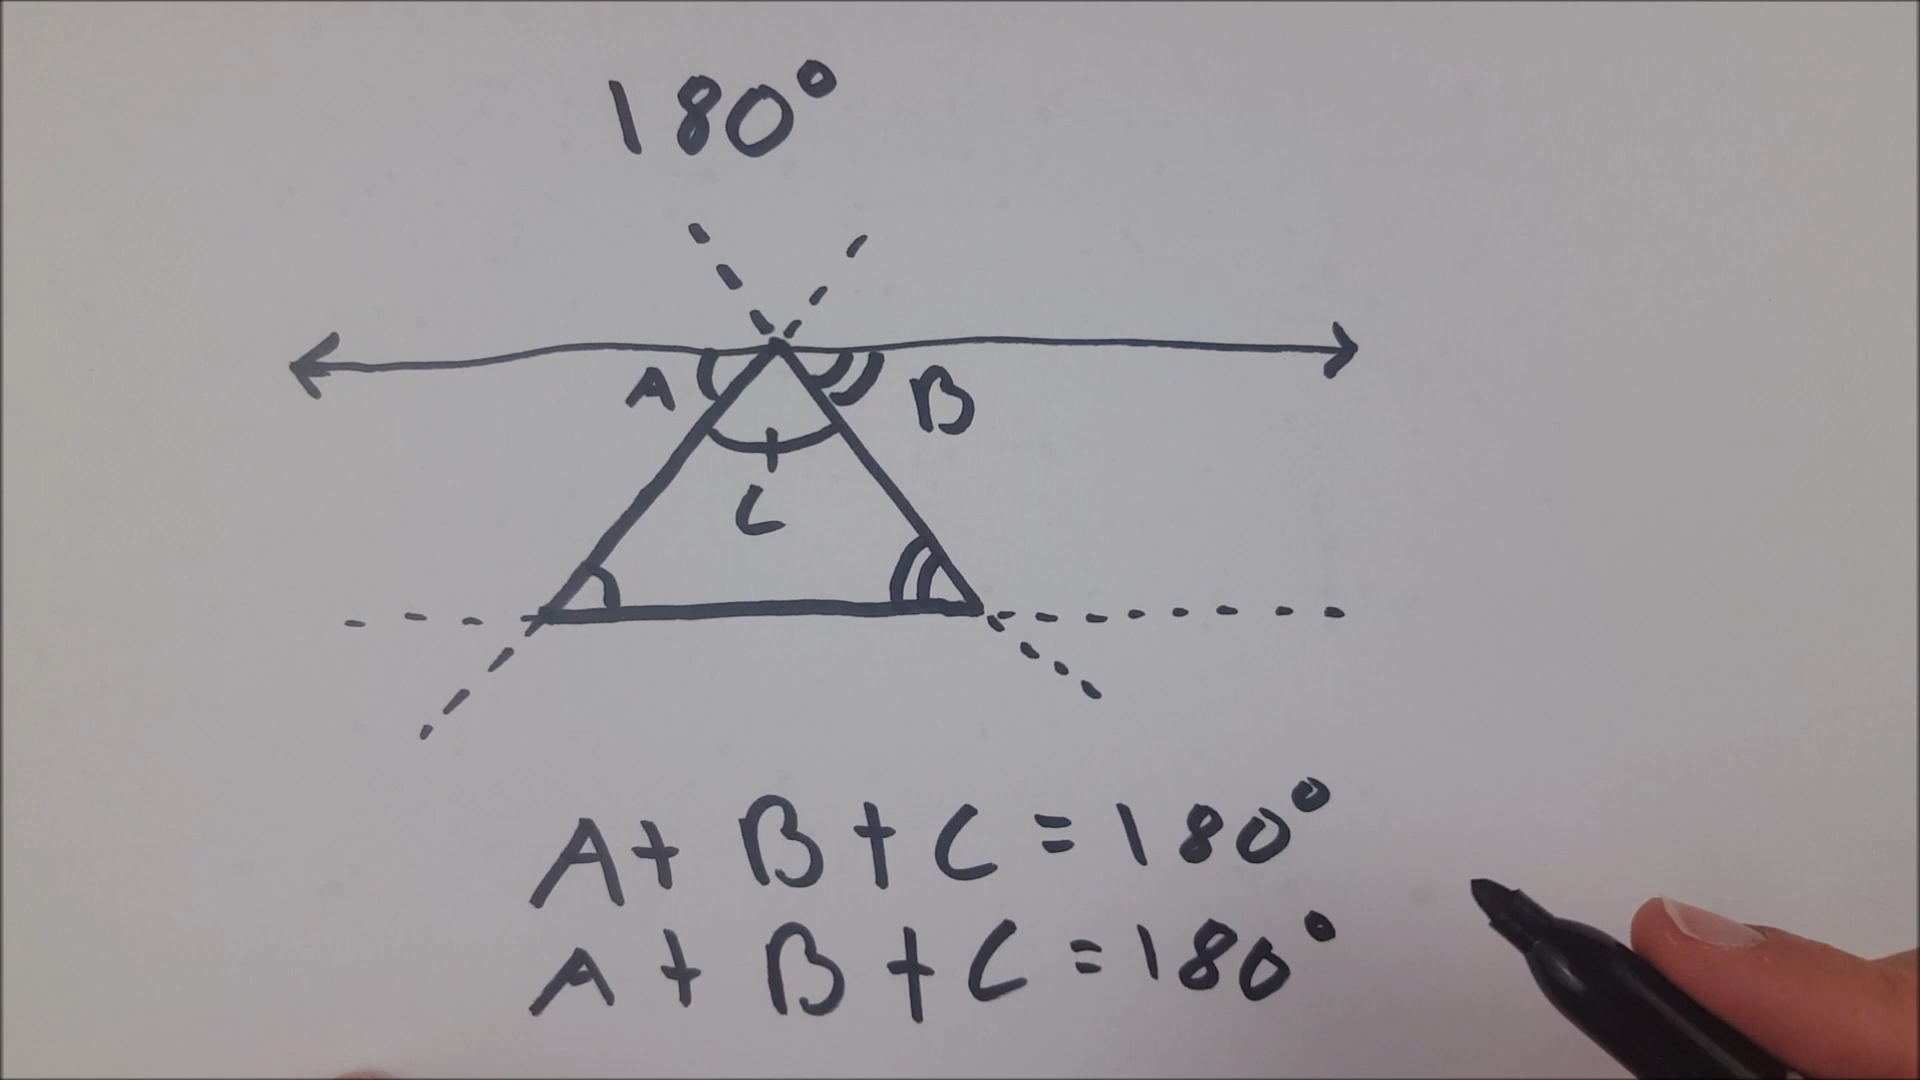 180°
A B
C
A + B + C = 180°
A + B + C = 180°